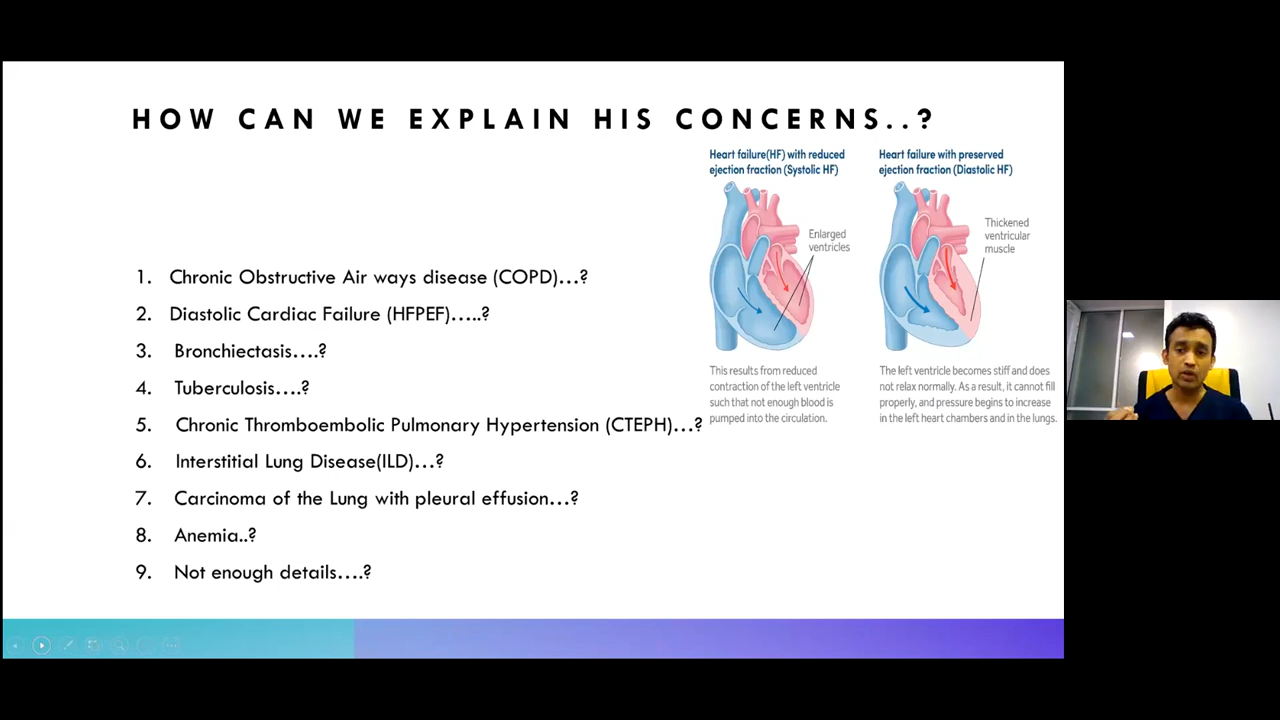 HOW CAN WE EXPLAIN HIS CONCERNS..?
1. Chronic Obstructive Air ways disease (COPD)...?
2. Diastolic Cardiac Failure (HFPEF).....?
3. Bronchiectasis....?
4. Tuberculosis....?
5. Chronic Thromboembolic Pulmonary Hypertension (CTEPH)...?
6. Interstitial Lung Disease(ILD)...?
7. Carcinoma of the Lung with pleural effusion...?
8. Anemia..?
9. Not enough details....?
Heart failure(HF) with reduced
ejection fraction (Systolic HF)
Enlarged
ventricles
This results from reduced
contraction of the left ventricle
such that not enough blood is
pumped into the circulation.
Heart failure with preserved
ejection fraction (Diastolic HF)
Thickened
ventricular
muscle
The left ventricle becomes stiff and does
not relax normally. As a result, it cannot fill
properly, and pressure begins to increase
in the left heart chambers and in the lungs.